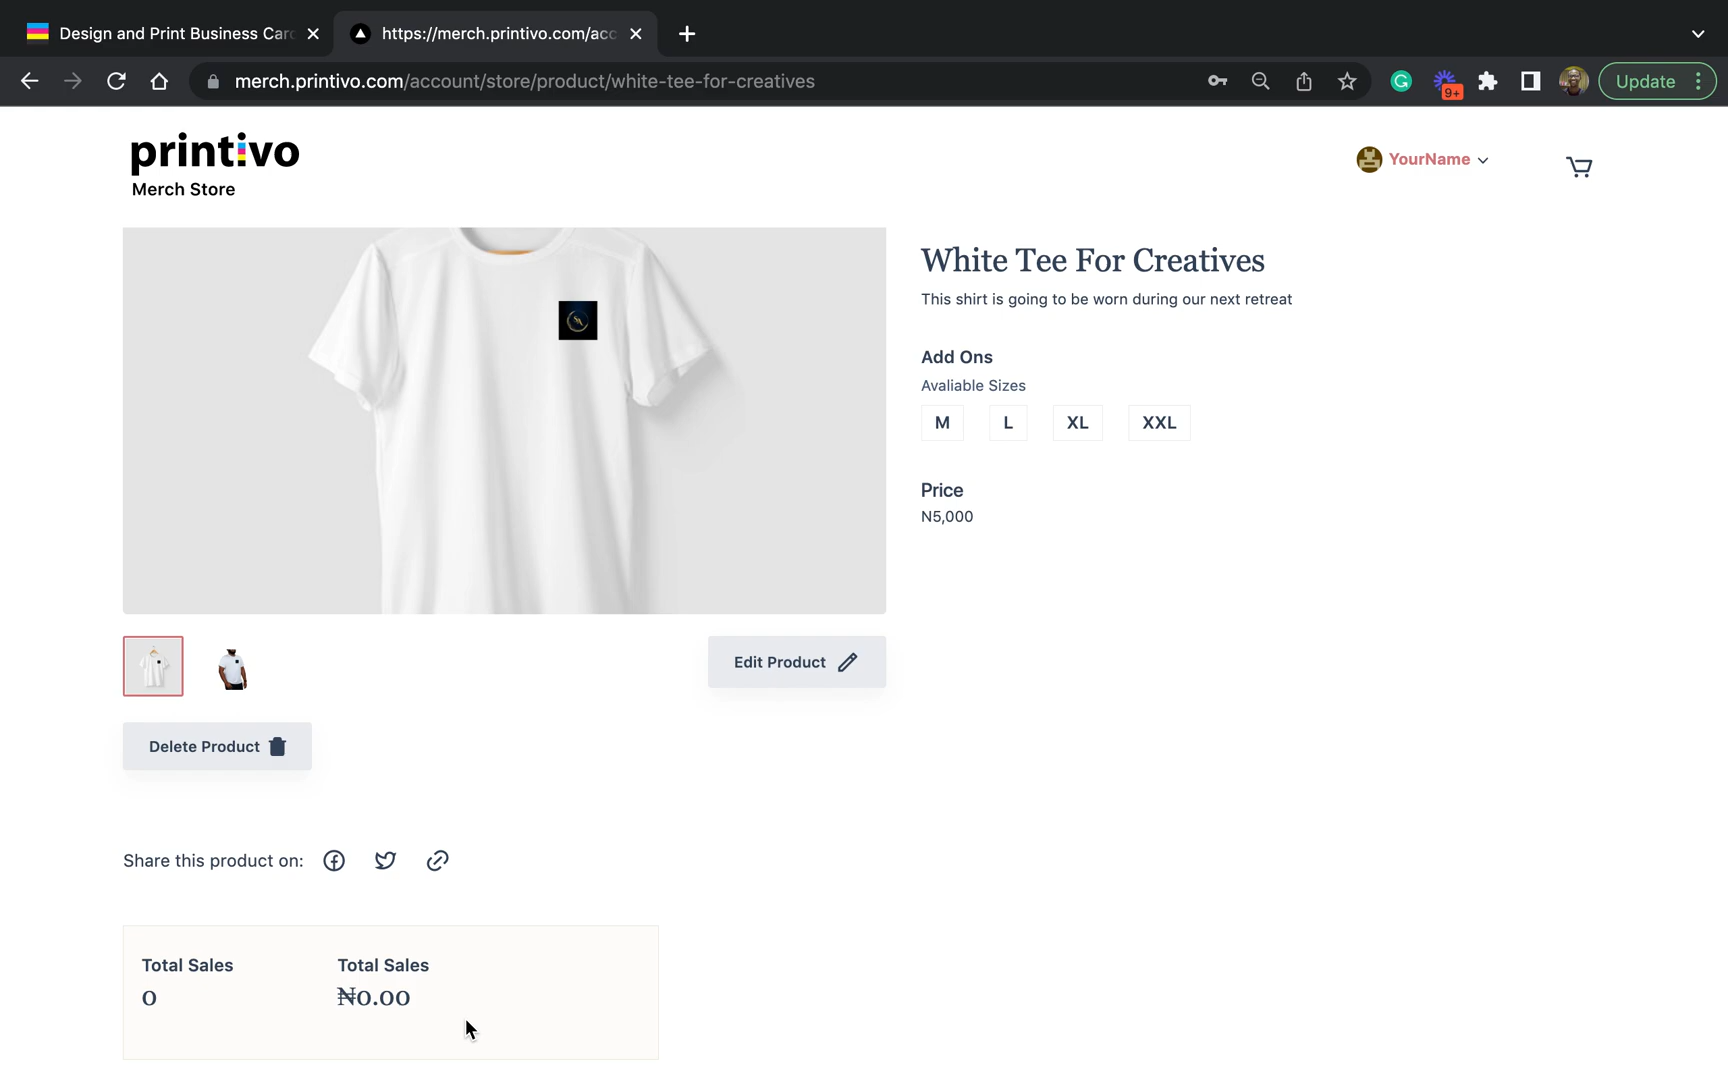 Design and Print Business Card
https://merch.printivo.com/acc
merch.printivo.com/account/store/product/white-tee-for-creatives
9+
Update
printivo
Merch Store
YourName
White Tee For Creatives
This shirt is going to be worn during our next retreat
Add Ons
Avaliable Sizes
M L XL XXL
Price
N5,000
Edit Product
Delete Product
Share this product on:
Total Sales Total Sales
0 ₦0.00